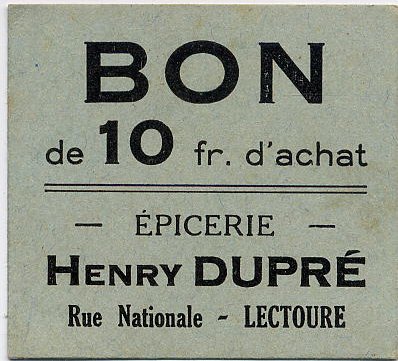 BON
de 10 fr. d'achat
— ÉPICERIE —
HENRY DUPRÉ
Rue Nationale - LECTOURE